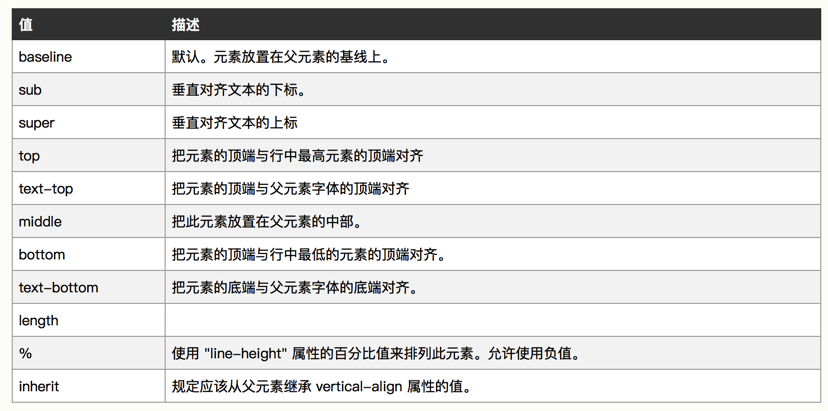 值 描述
baseline 默认。元素放置在父元素的基线上。
sub 垂直对齐文本的下标。
super 垂直对齐文本的上标
top 把元素的顶端与行中最高元素的顶端对齐
text-top 把元素的顶端与父元素字体的顶端对齐
middle 把此元素放置在父元素的中部。
bottom 把元素的顶端与行中最低的元素的顶端对齐。
text-bottom 把元素的底端与父元素字体的底端对齐。
length
% 使用 "line-height" 属性的百分比值来排列此元素。允许使用负值。
inherit 规定应该从父元素继承 vertical-align 属性的值。